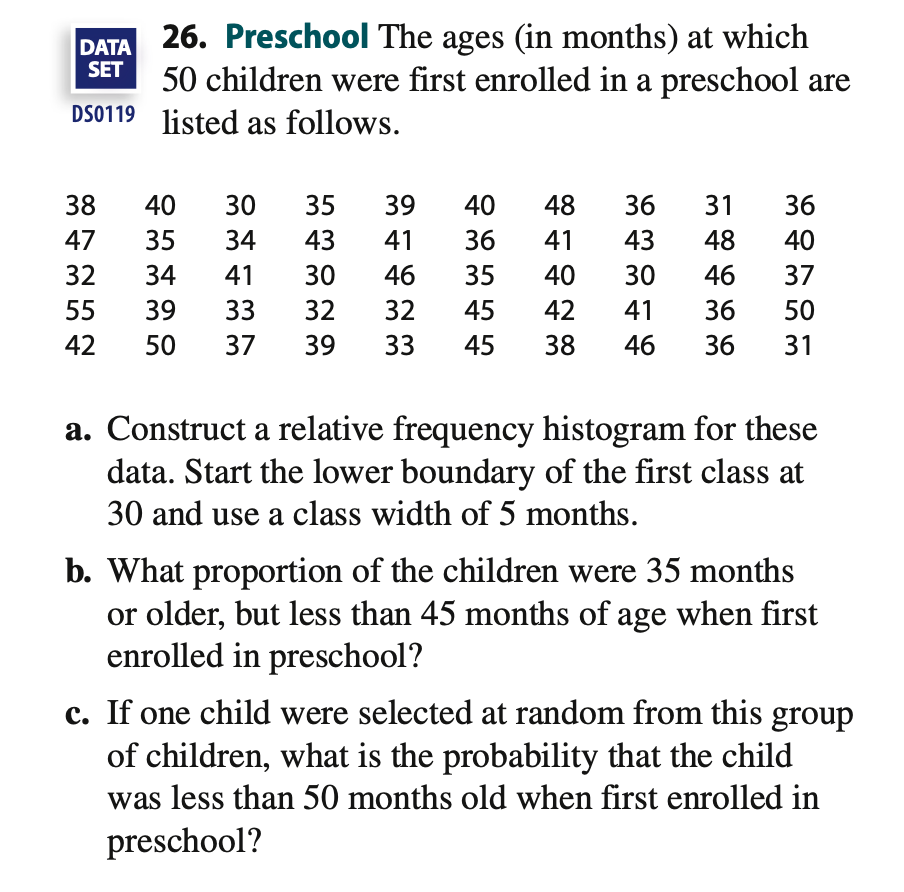 DATA
SET
DS0119
26. Preschool The ages (in months) at which
50 children were first enrolled in a preschool are
listed as follows.
38 40 30 35 39 40 48 36 31 36
47 35 34 43 41 36 41 43 48 40
32 34 41 30 46 35 40 30 46 37
55 39 33 32 32 45 42 41 36 50
42 50 37 39 33 45 38 46 36 31
a. Construct a relative frequency histogram for these
data. Start the lower boundary of the first class at
30 and use a class width of 5 months.
b. What proportion of the children were 35 months
or older, but less than 45 months of age when first
enrolled in preschool?
c. If one child were selected at random from this group
of children, what is the probability that the child
was less than 50 months old when first enrolled in
preschool?